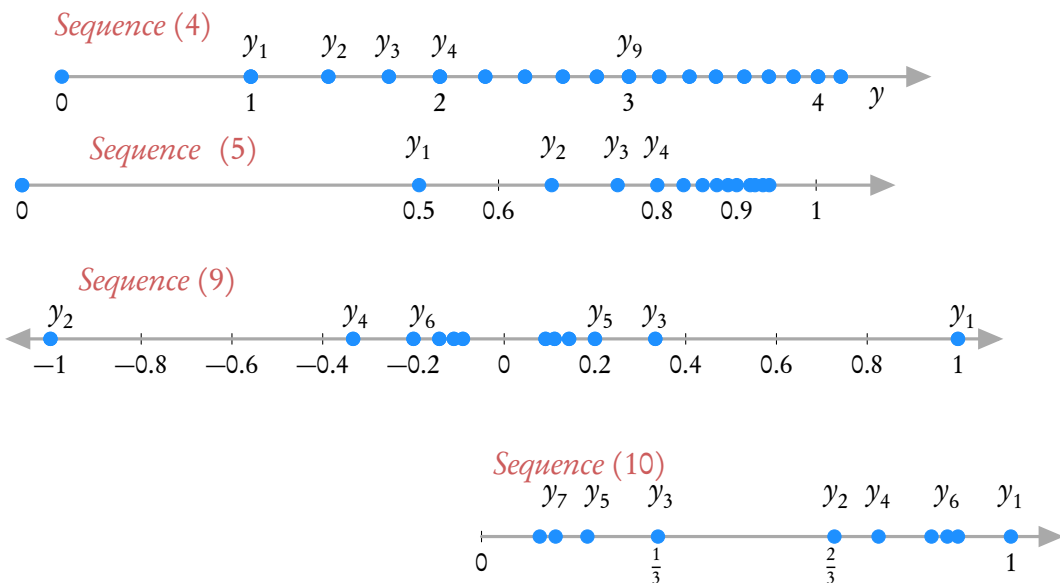 Sequence (4)
y₁ y₂ y₃ y₄ y₉
0 1 2 3 4 y
Sequence (5)
y₁ y₂ y₃ y₄
0 0.5 0.6 0.8 0.9 1
Sequence (9)
y₂ y₄ y₆ y₅ y₃ y₁
−1 −0.8 −0.6 −0.4 −0.2 0 0.2 0.4 0.6 0.8 1
Sequence (10)
y₇ y₅ y₃ y₂ y₄ y₆ y₁
0 1/3 2/3 1